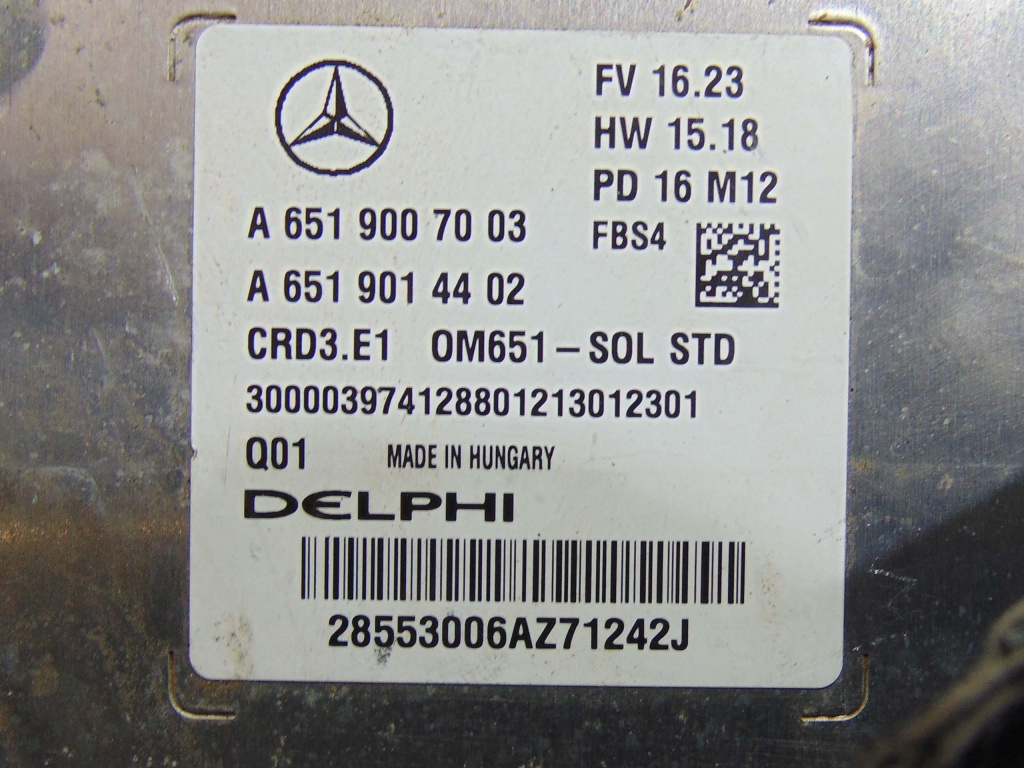 FV 16.23
HW 15.18
PD 16 M12
A 651 900 70 03
FBS4
A 651 901 44 02
CRD3.E1 OM651-SOL STD
300003974128801213012301
Q01 MADE IN HUNGARY
DELPHI
28553006AZ71242J